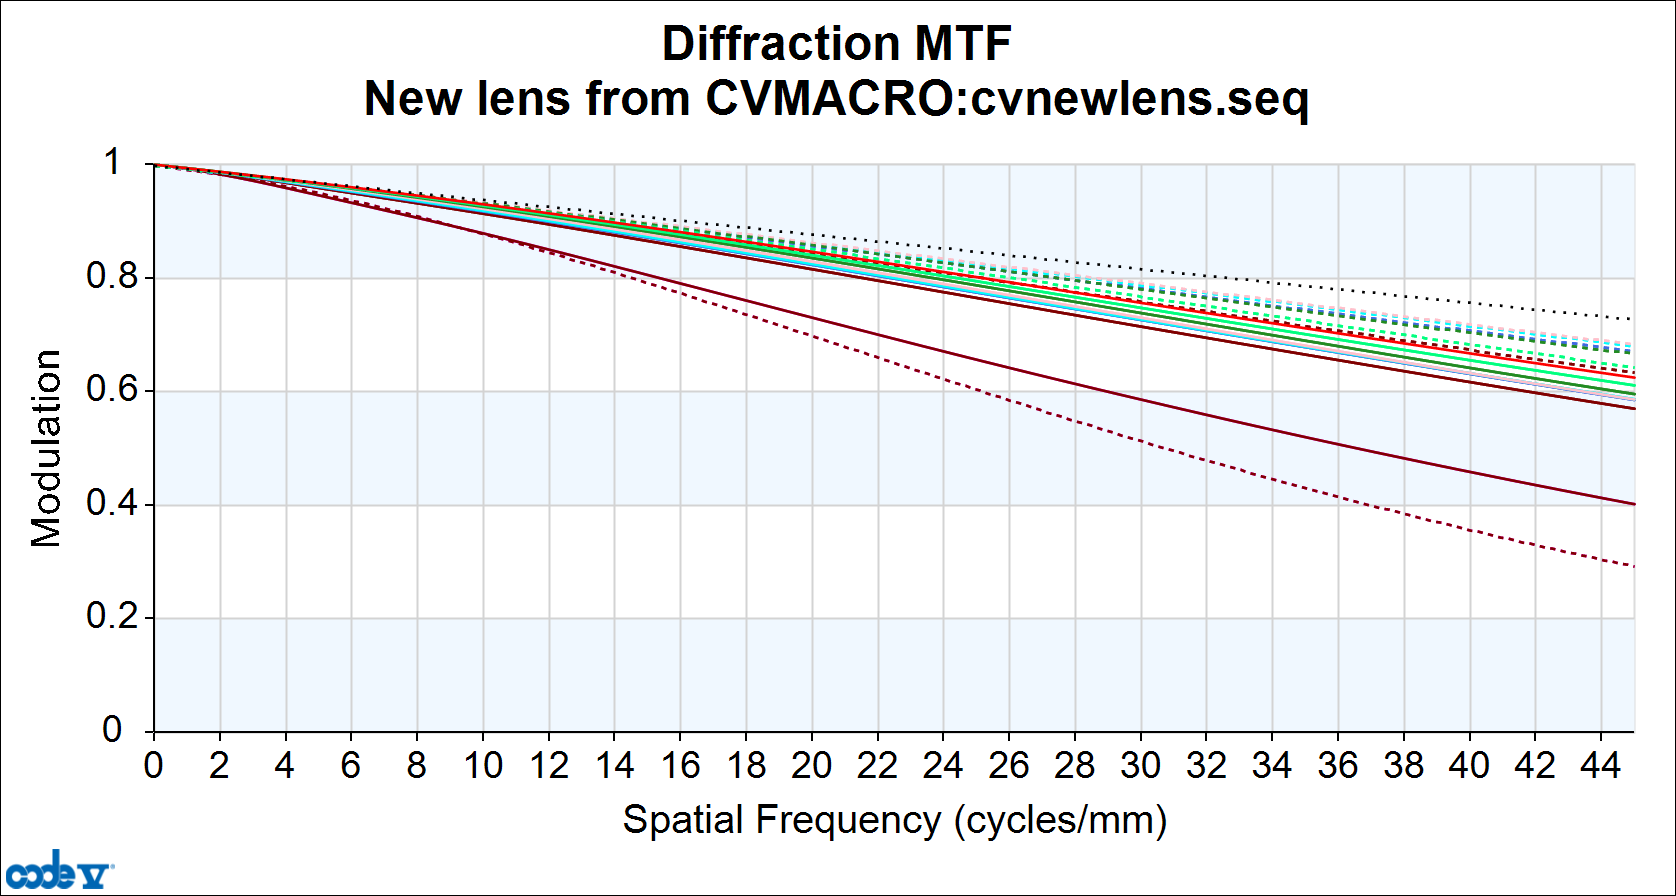 Diffraction MTF
New lens from CVMACRO:cvnewlens.seq
1
0.8
0.6
0.4
0.2
0
Modulation
0 2 4 6 8 10 12 14 16 18 20 22 24 26 28 30 32 34 36 38 40 42 44
Spatial Frequency (cycles/mm)
code V